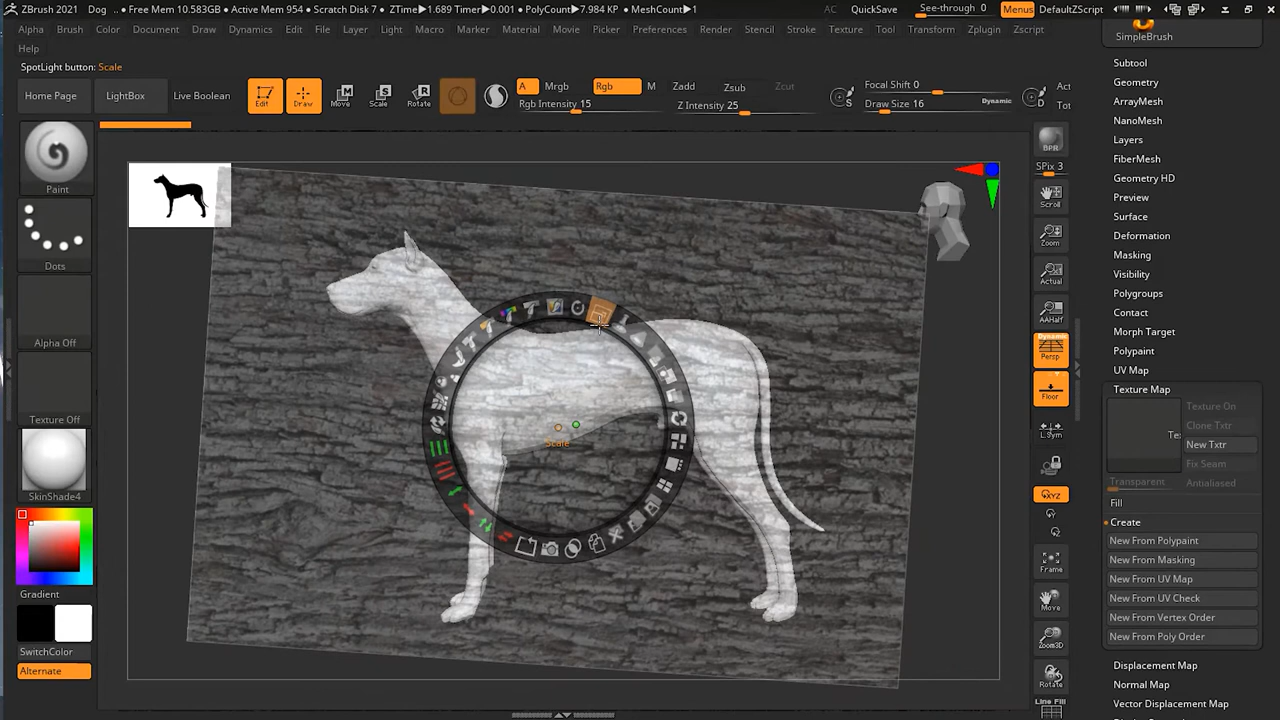 ZBrush 2021 Dog .. • Free Mem 10.583GB • Active Mem 954 • Scratch Disk 7 • ZTime▶1.689 Timer▶0.001 • PolyCount▶7.984 KP • MeshCount▶1 AC QuickSave See-through 0 Menus DefaultZScript
Alpha Brush Color Document Draw Dynamics Edit File Layer Light Macro Marker Material Movie Picker Preferences Render Stencil Stroke Texture Tool Transform Zplugin Zscript
Help
SpotLight button: Scale
Home Page LightBox Live Boolean Edit Draw Move Scale Rotate
A Mrgb Rgb M Zadd Zsub Zcut Focal Shift 0
Rgb Intensity 15 Z Intensity 25 Draw Size 16 Dynamic
S D
Paint
Dots
Alpha Off
Texture Off
SkinShade4
Gradient
SwitchColor
Alternate
Scale
BPR
SPix 3
Scroll
Zoom
Actual
AAHalf
Dynamic
Persp
Floor
L.Sym
XYZ
Frame
Move
Zoom3D
Rotate
Line Fill
SimpleBrush
Subtool
Geometry
ArrayMesh
NanoMesh
Layers
FiberMesh
Geometry HD
Preview
Surface
Deformation
Masking
Visibility
Polygroups
Contact
Morph Target
Polypaint
UV Map
Texture Map
Texture On
Clone Txtr
New Txtr
Fix Seam
Transparent Antialiased
Fill
Create
New From Polypaint
New From Masking
New From UV Map
New From UV Check
New From Vertex Order
New From Poly Order
Displacement Map
Normal Map
Vector Displacement Map